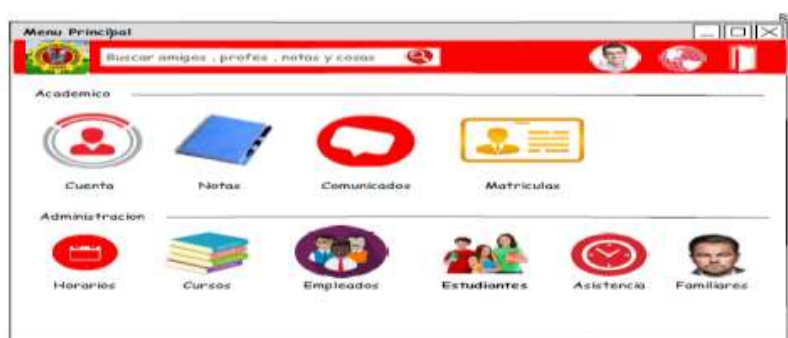 Menu Principal
Buscar amigos , profes , notas y cosas
Academico
Cuenta Notas Comunicados Matriculas
Administracion
Horarios Cursos Empleados Estudiantes Asistencia Familiares